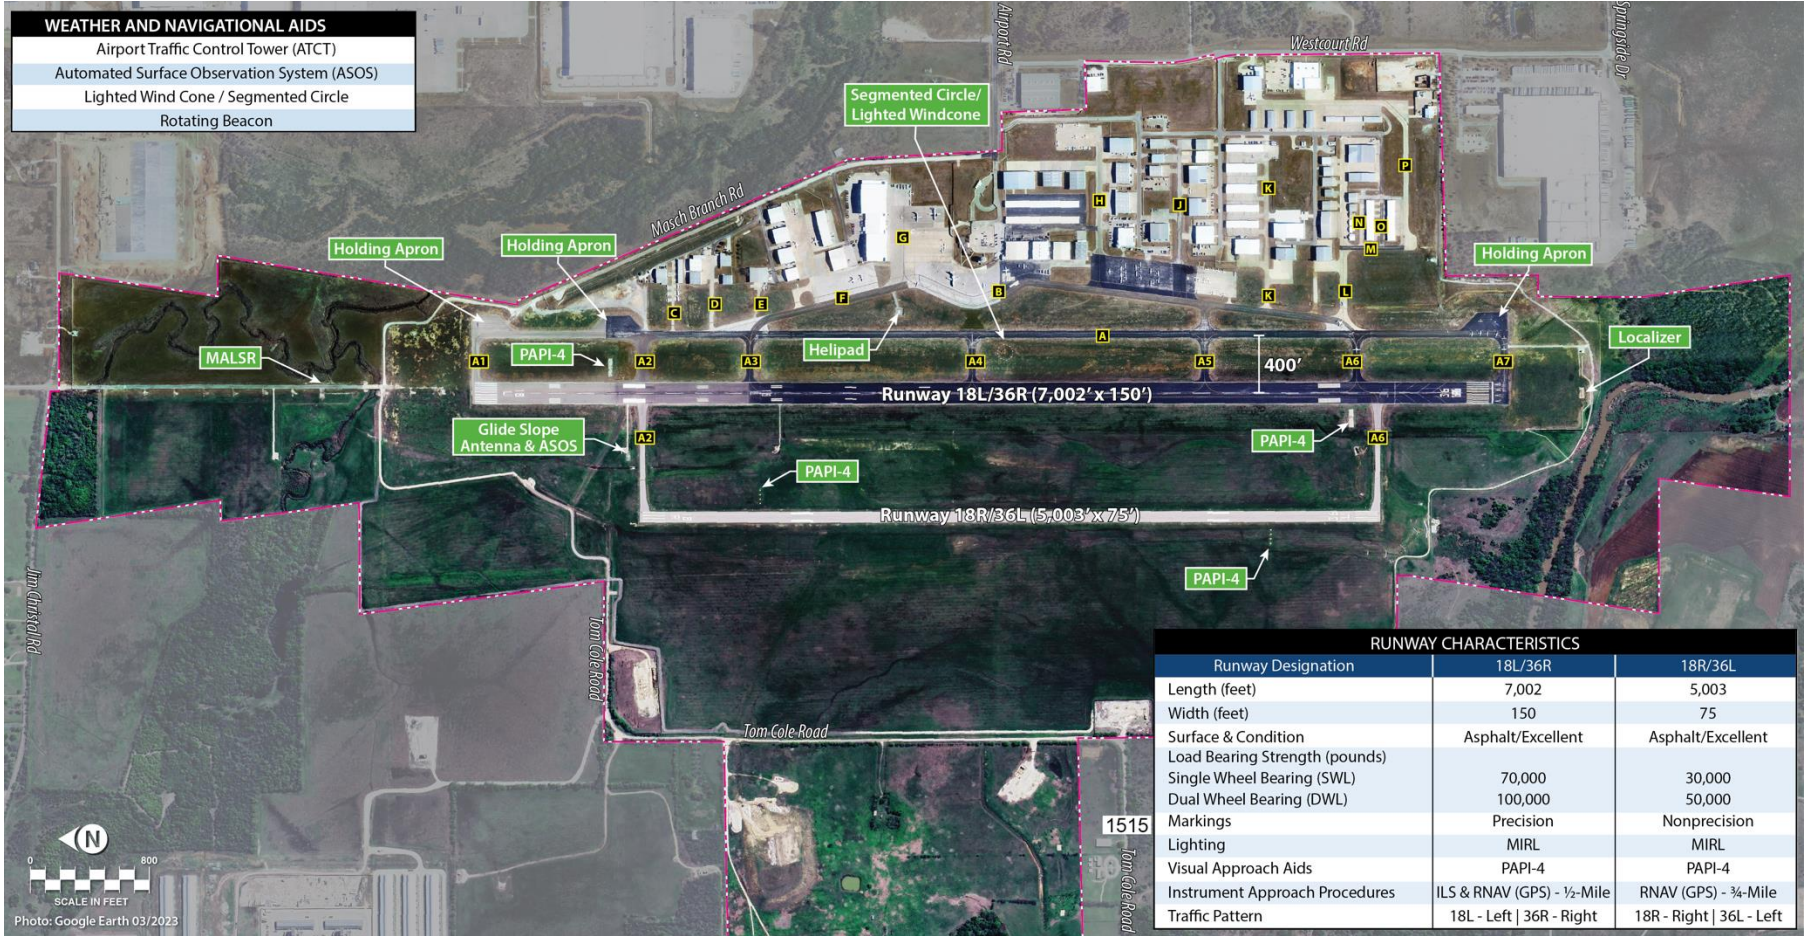 WEATHER AND NAVIGATIONAL AIDS
Airport Traffic Control Tower (ATCT)
Automated Surface Observation System (ASOS)
Lighted Wind Cone / Segmented Circle
Rotating Beacon
Airport Rd
Westcourt Rd
Springside Dr
Segmented Circle/
Lighted Windcone
Masch Branch Rd
P
K
H
J
N
O
G
M
Holding Apron
Holding Apron
Holding Apron
B
K
L
F
E
D
C
A
Helipad
PAPI-4
MALSR
Localizer
A1
A2
A3
A4
A5
A6
A7
400’
Runway 18L/36R (7,002’ x 150’)
36R
Glide Slope
Antenna & ASOS
A2
PAPI-4
A6
PAPI-4
Runway 18R/36L (5,003’ x 75’)
PAPI-4
Jim Christal Rd
Tom Cole Road
Tom Cole Road
1515
Tom Cole Road
N
0 800
SCALE IN FEET
Photo: Google Earth 03/2023
RUNWAY CHARACTERISTICS
Runway Designation 18L/36R 18R/36L
Length (feet) 7,002 5,003
Width (feet) 150 75
Surface & Condition Asphalt/Excellent Asphalt/Excellent
Load Bearing Strength (pounds)
Single Wheel Bearing (SWL) 70,000 30,000
Dual Wheel Bearing (DWL) 100,000 50,000
Markings Precision Nonprecision
Lighting MIRL MIRL
Visual Approach Aids PAPI-4 PAPI-4
Instrument Approach Procedures ILS & RNAV (GPS) - ½-Mile RNAV (GPS) - ¾-Mile
Traffic Pattern 18L - Left | 36R - Right 18R - Right | 36L - Left